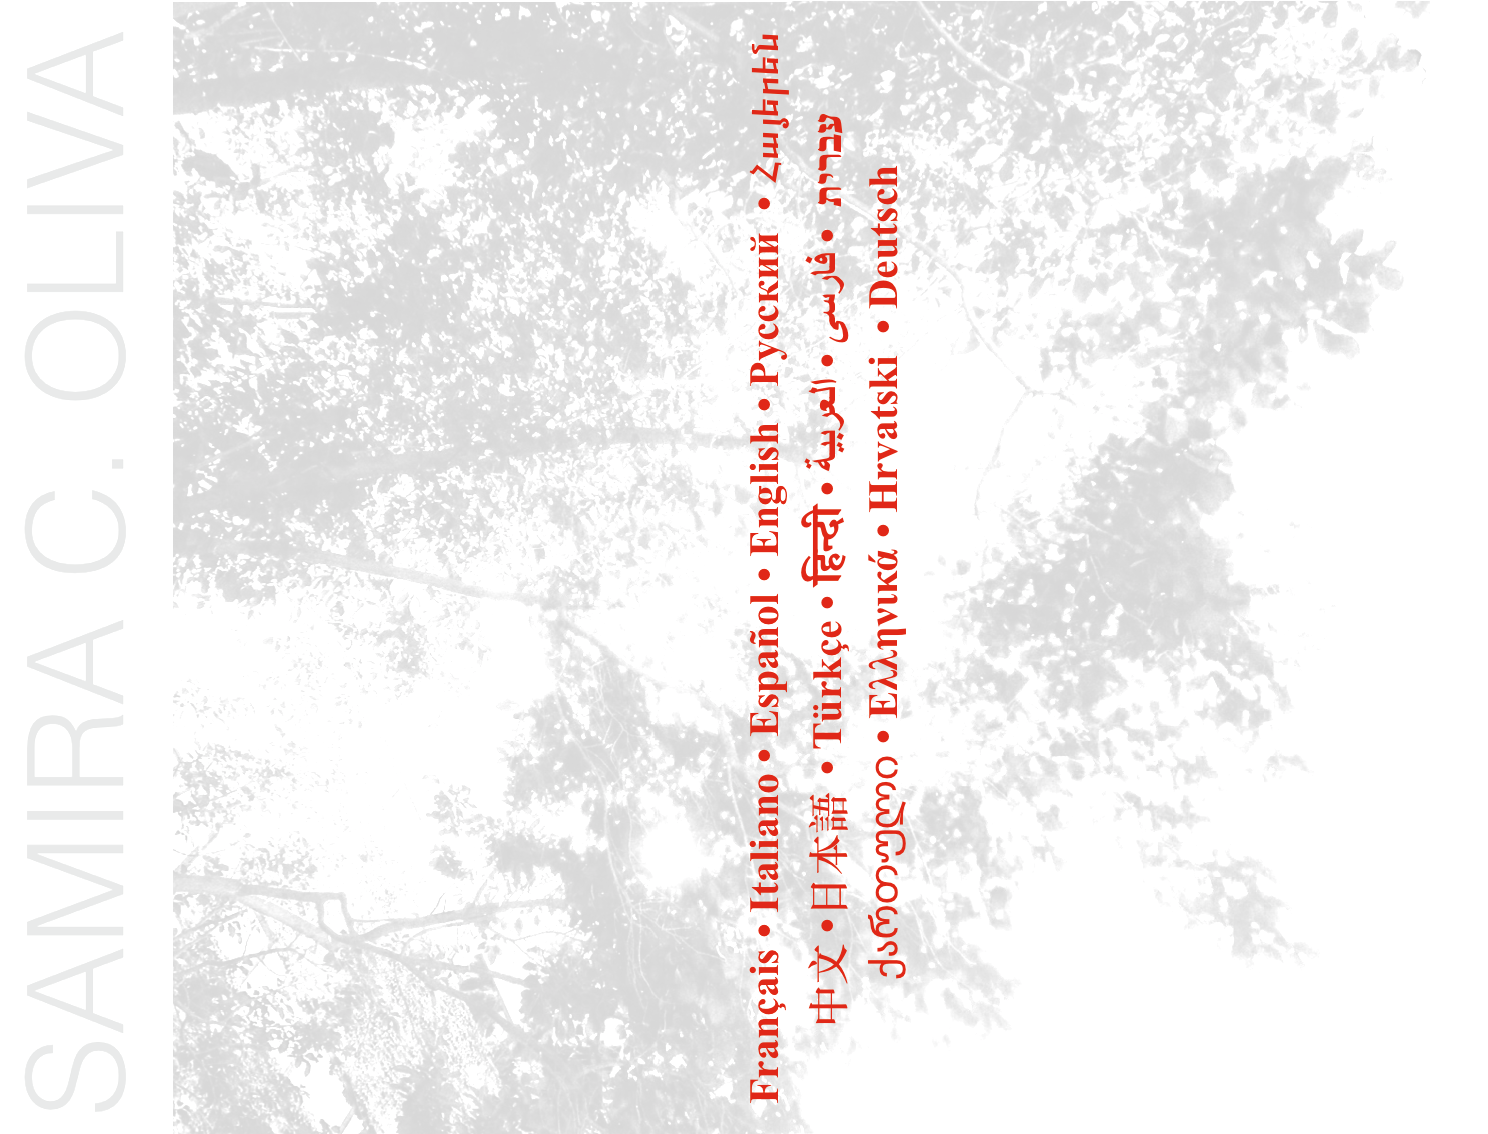 SAMIRA C. OLIVA
Français • Italiano • Español • English • Русский • Հայերեն
中文 • 日本語 • Türkçe • हिन्दी • العربية • فارسی • עברית
ქართული • Ελληνικά • Hrvatski • Deutsch